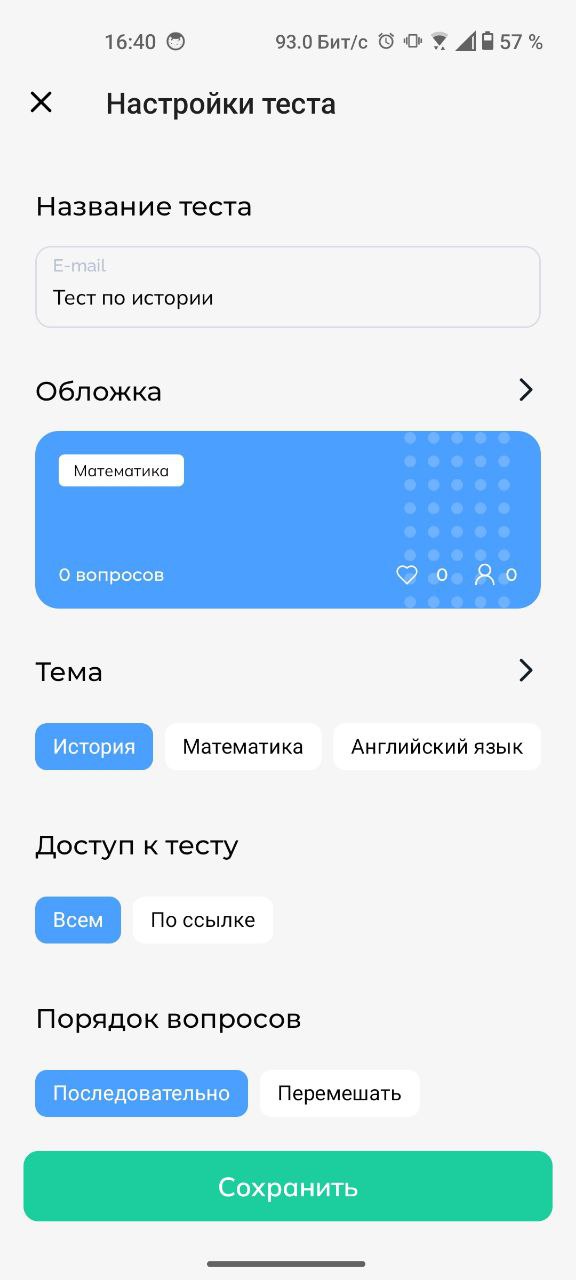 16:40 93.0 Бит/с 57 %
Настройки теста
Название теста
E-mail
Тест по истории
Обложка
Математика
0 вопросов 0 0
Тема
История Математика Английский язык
Доступ к тесту
Всем По ссылке
Порядок вопросов
Последовательно Перемешать
Сохранить